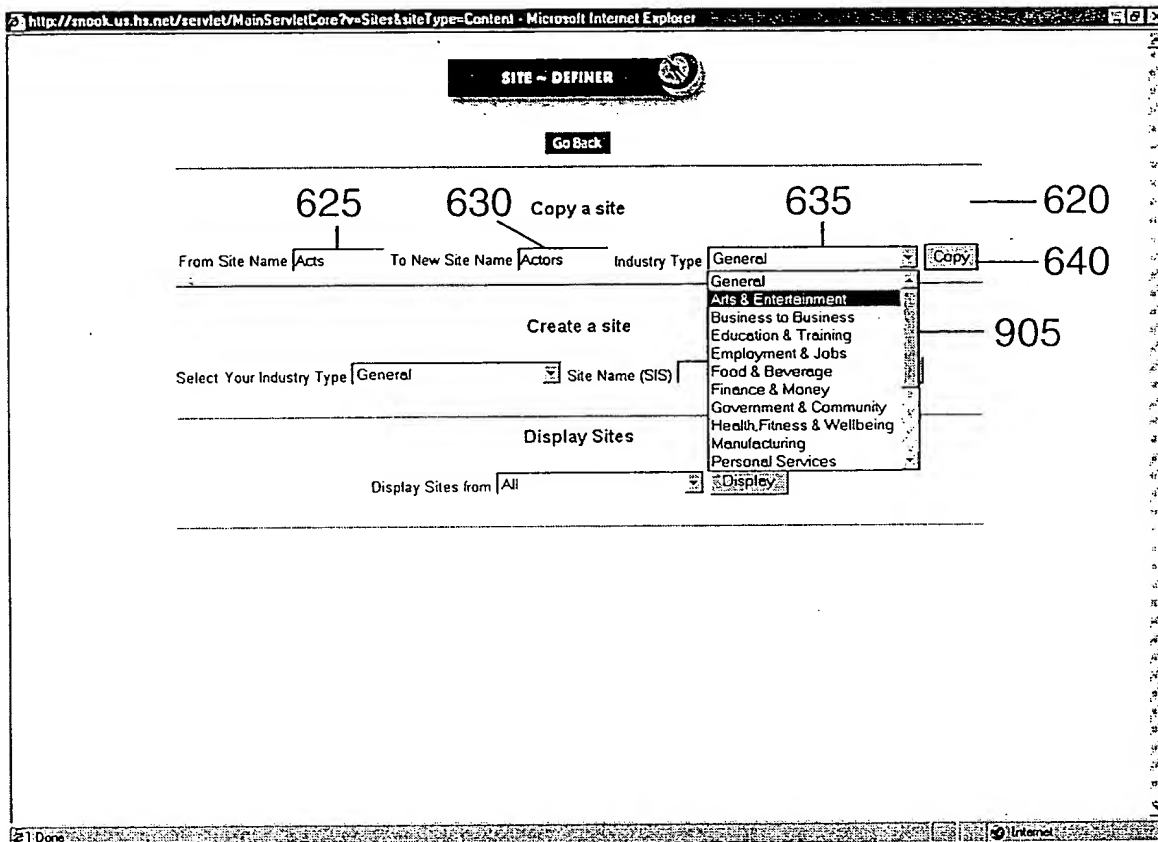 http://snook.us.hs.net/servlet/MainServletCore?v=Sites&siteType=Content - Microsoft Internet Explorer
SITE ~ DEFINER
Go Back
625 630 Copy a site 635 620
From Site Name Acts To New Site Name Actors Industry Type General Copy 640
General
Arts & Entertainment
Create a site Business to Business 905
Education & Training
Employment & Jobs
Select Your Industry Type General Site Name (SIS) Food & Beverage
Finance & Money
Government & Community
Display Sites Health,Fitness & Wellbeing
Manufacturing
Personal Services
Display Sites from All Display
Done Internet